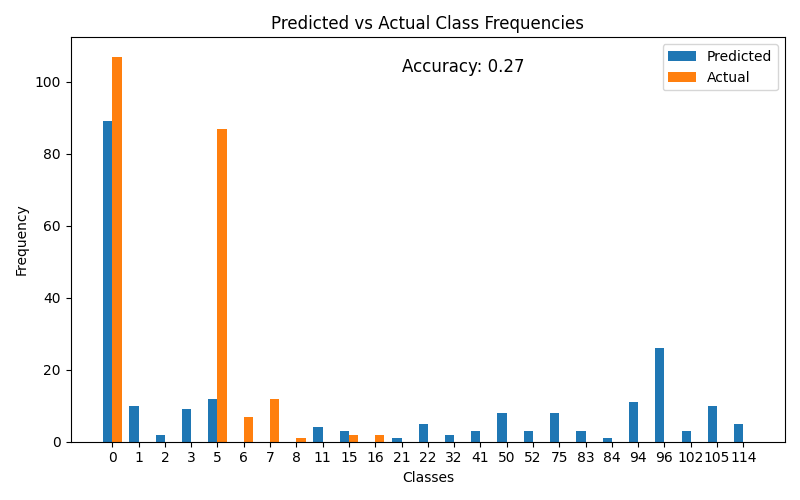 Predicted vs Actual Class Frequencies
Accuracy: 0.27
Predicted
Actual
Frequency
100
80
60
40
20
0
0 1 2 3 5 6 7 8 11 15 16 21 22 32 41 50 52 75 83 84 94 96 102 105 114
Classes